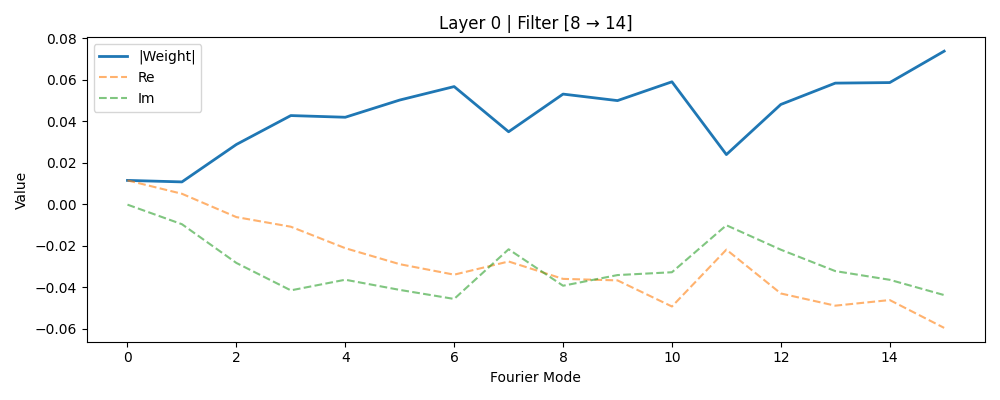 Layer 0 | Filter [8 → 14]
|Weight|
Re
Im
0.08
0.06
0.04
0.02
0.00
−0.02
−0.04
−0.06
Value
0 2 4 6 8 10 12 14
Fourier Mode